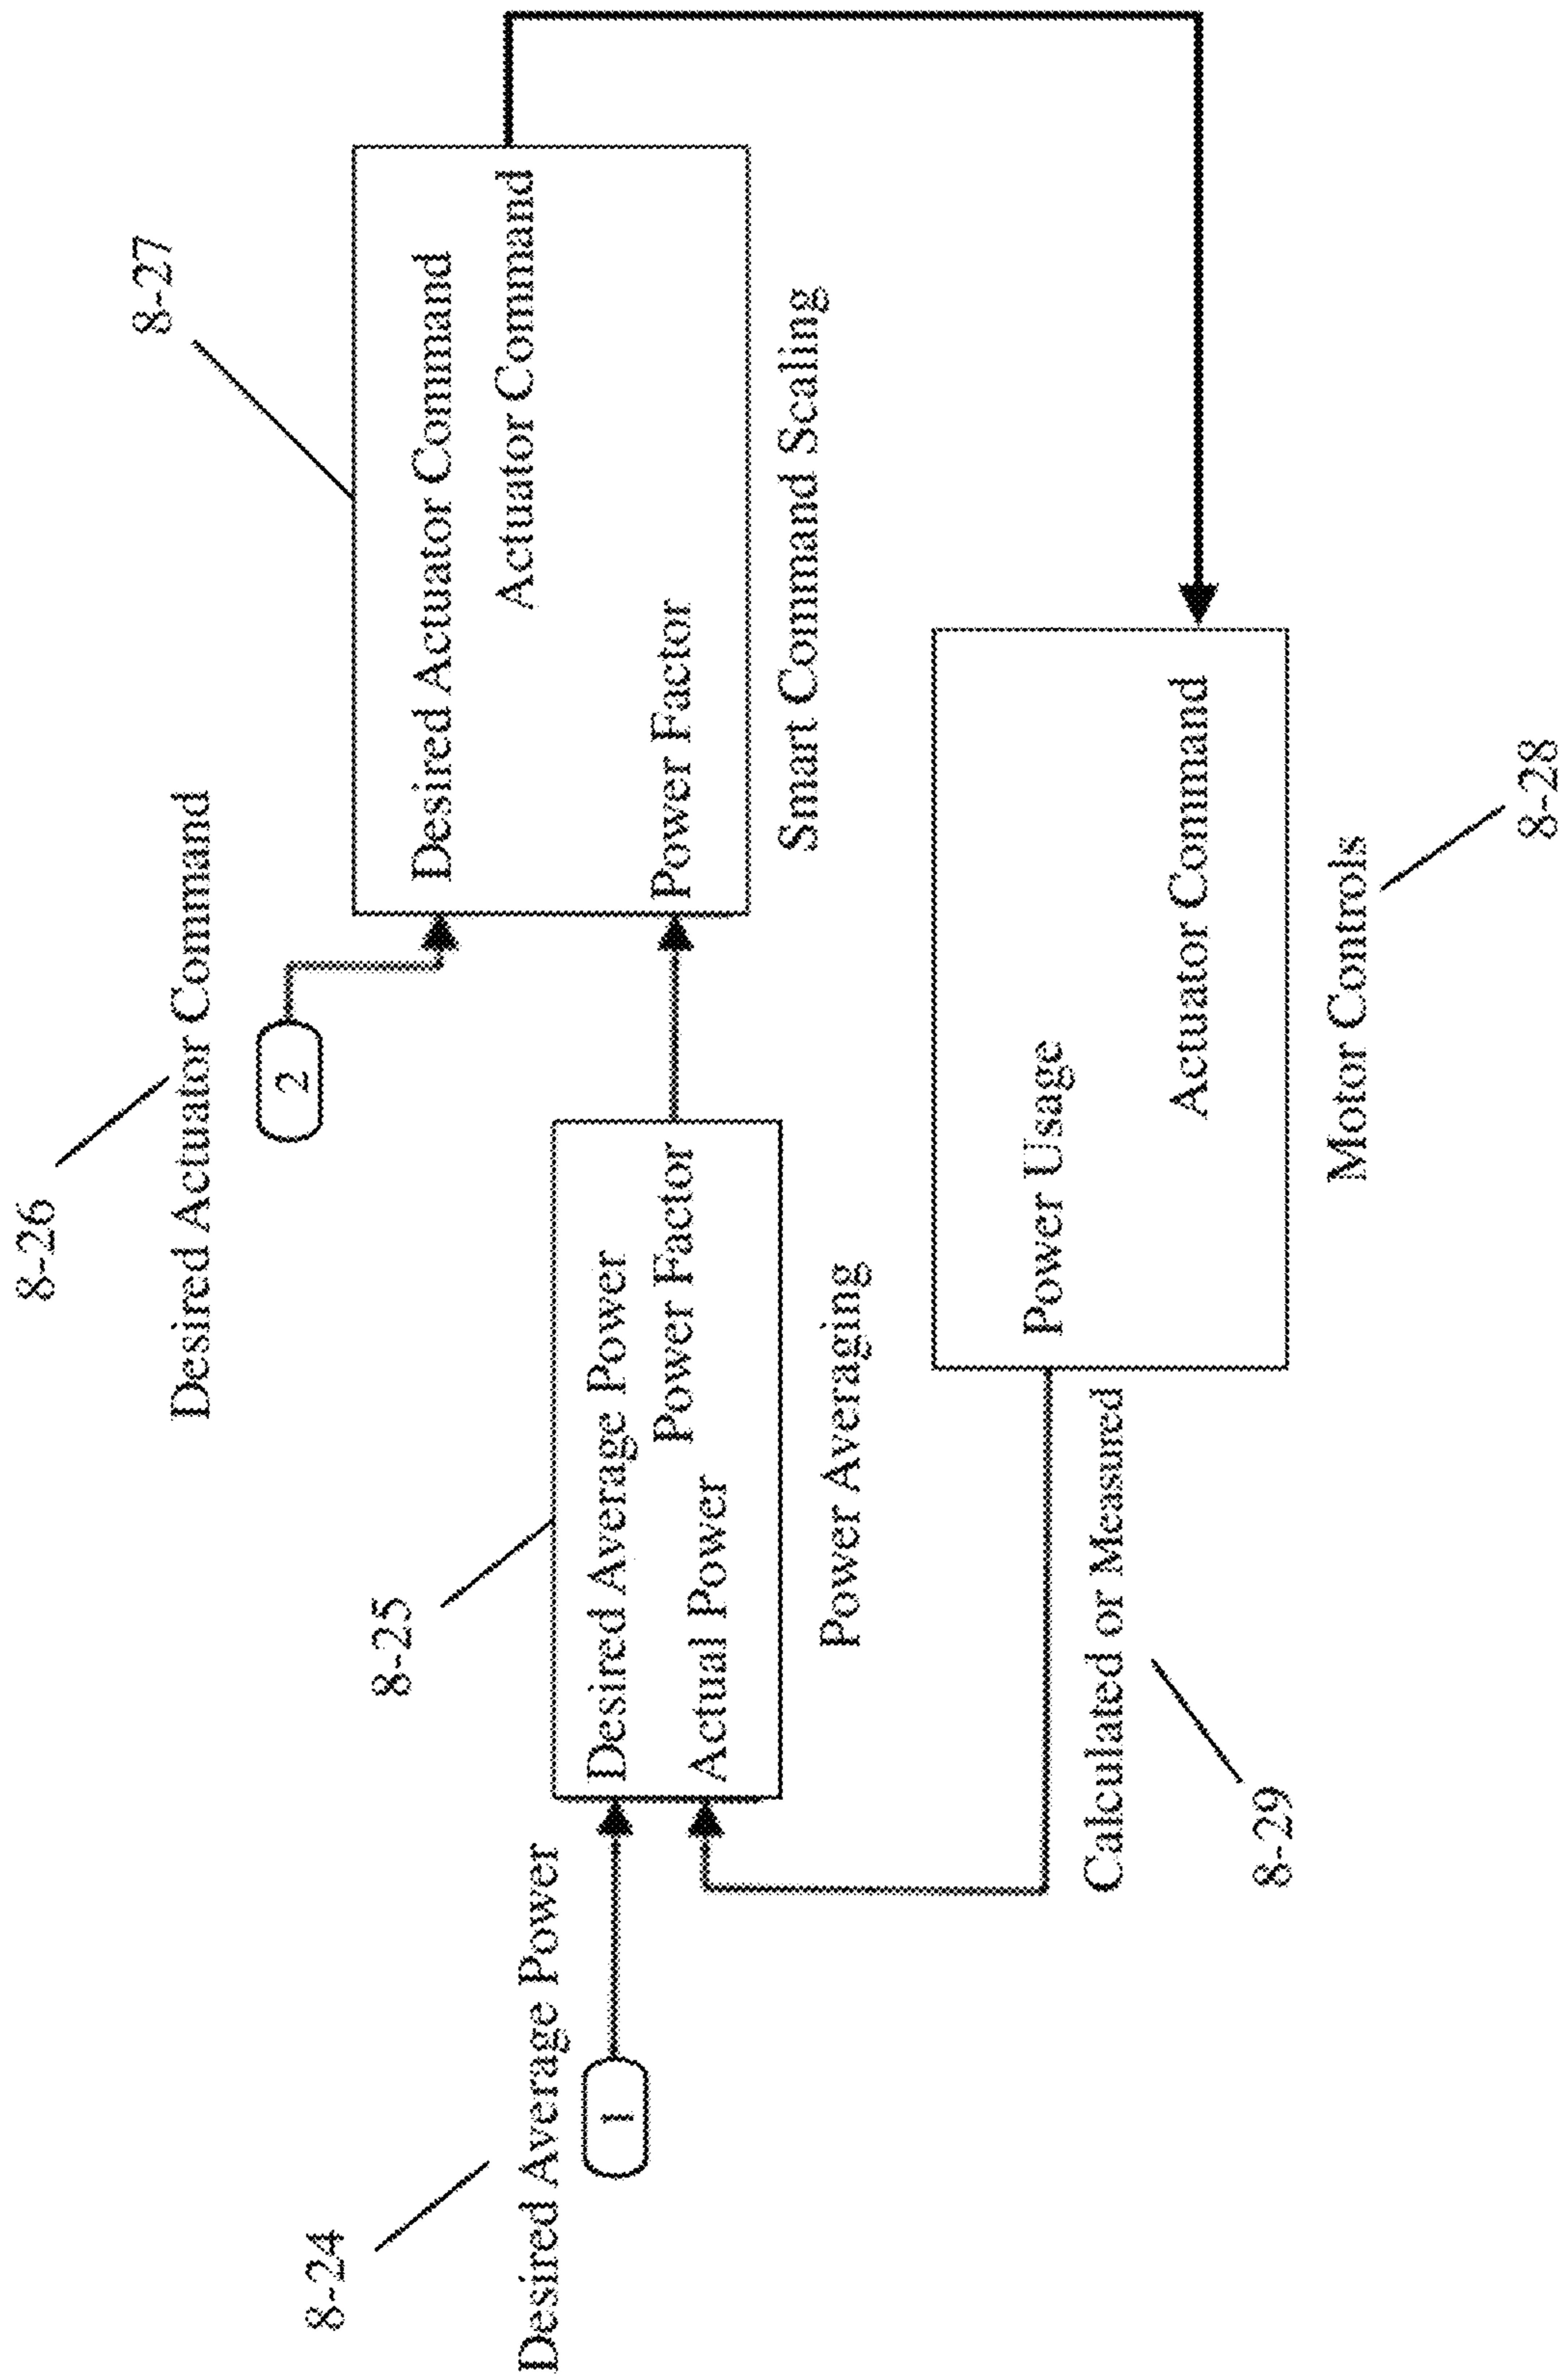 8-24
Desired Average Power
1
8-25
Desired Average Power
Power Factor
Actual Power
Power Averaging
8-26
Desired Actuator Command
2
8-27
Desired Actuator Command
Actuator Command
Power Factor
Smart Command Scaling
Power Usage
Actuator Command
Motor Controls
8-28
Calculated or Measured
8-29